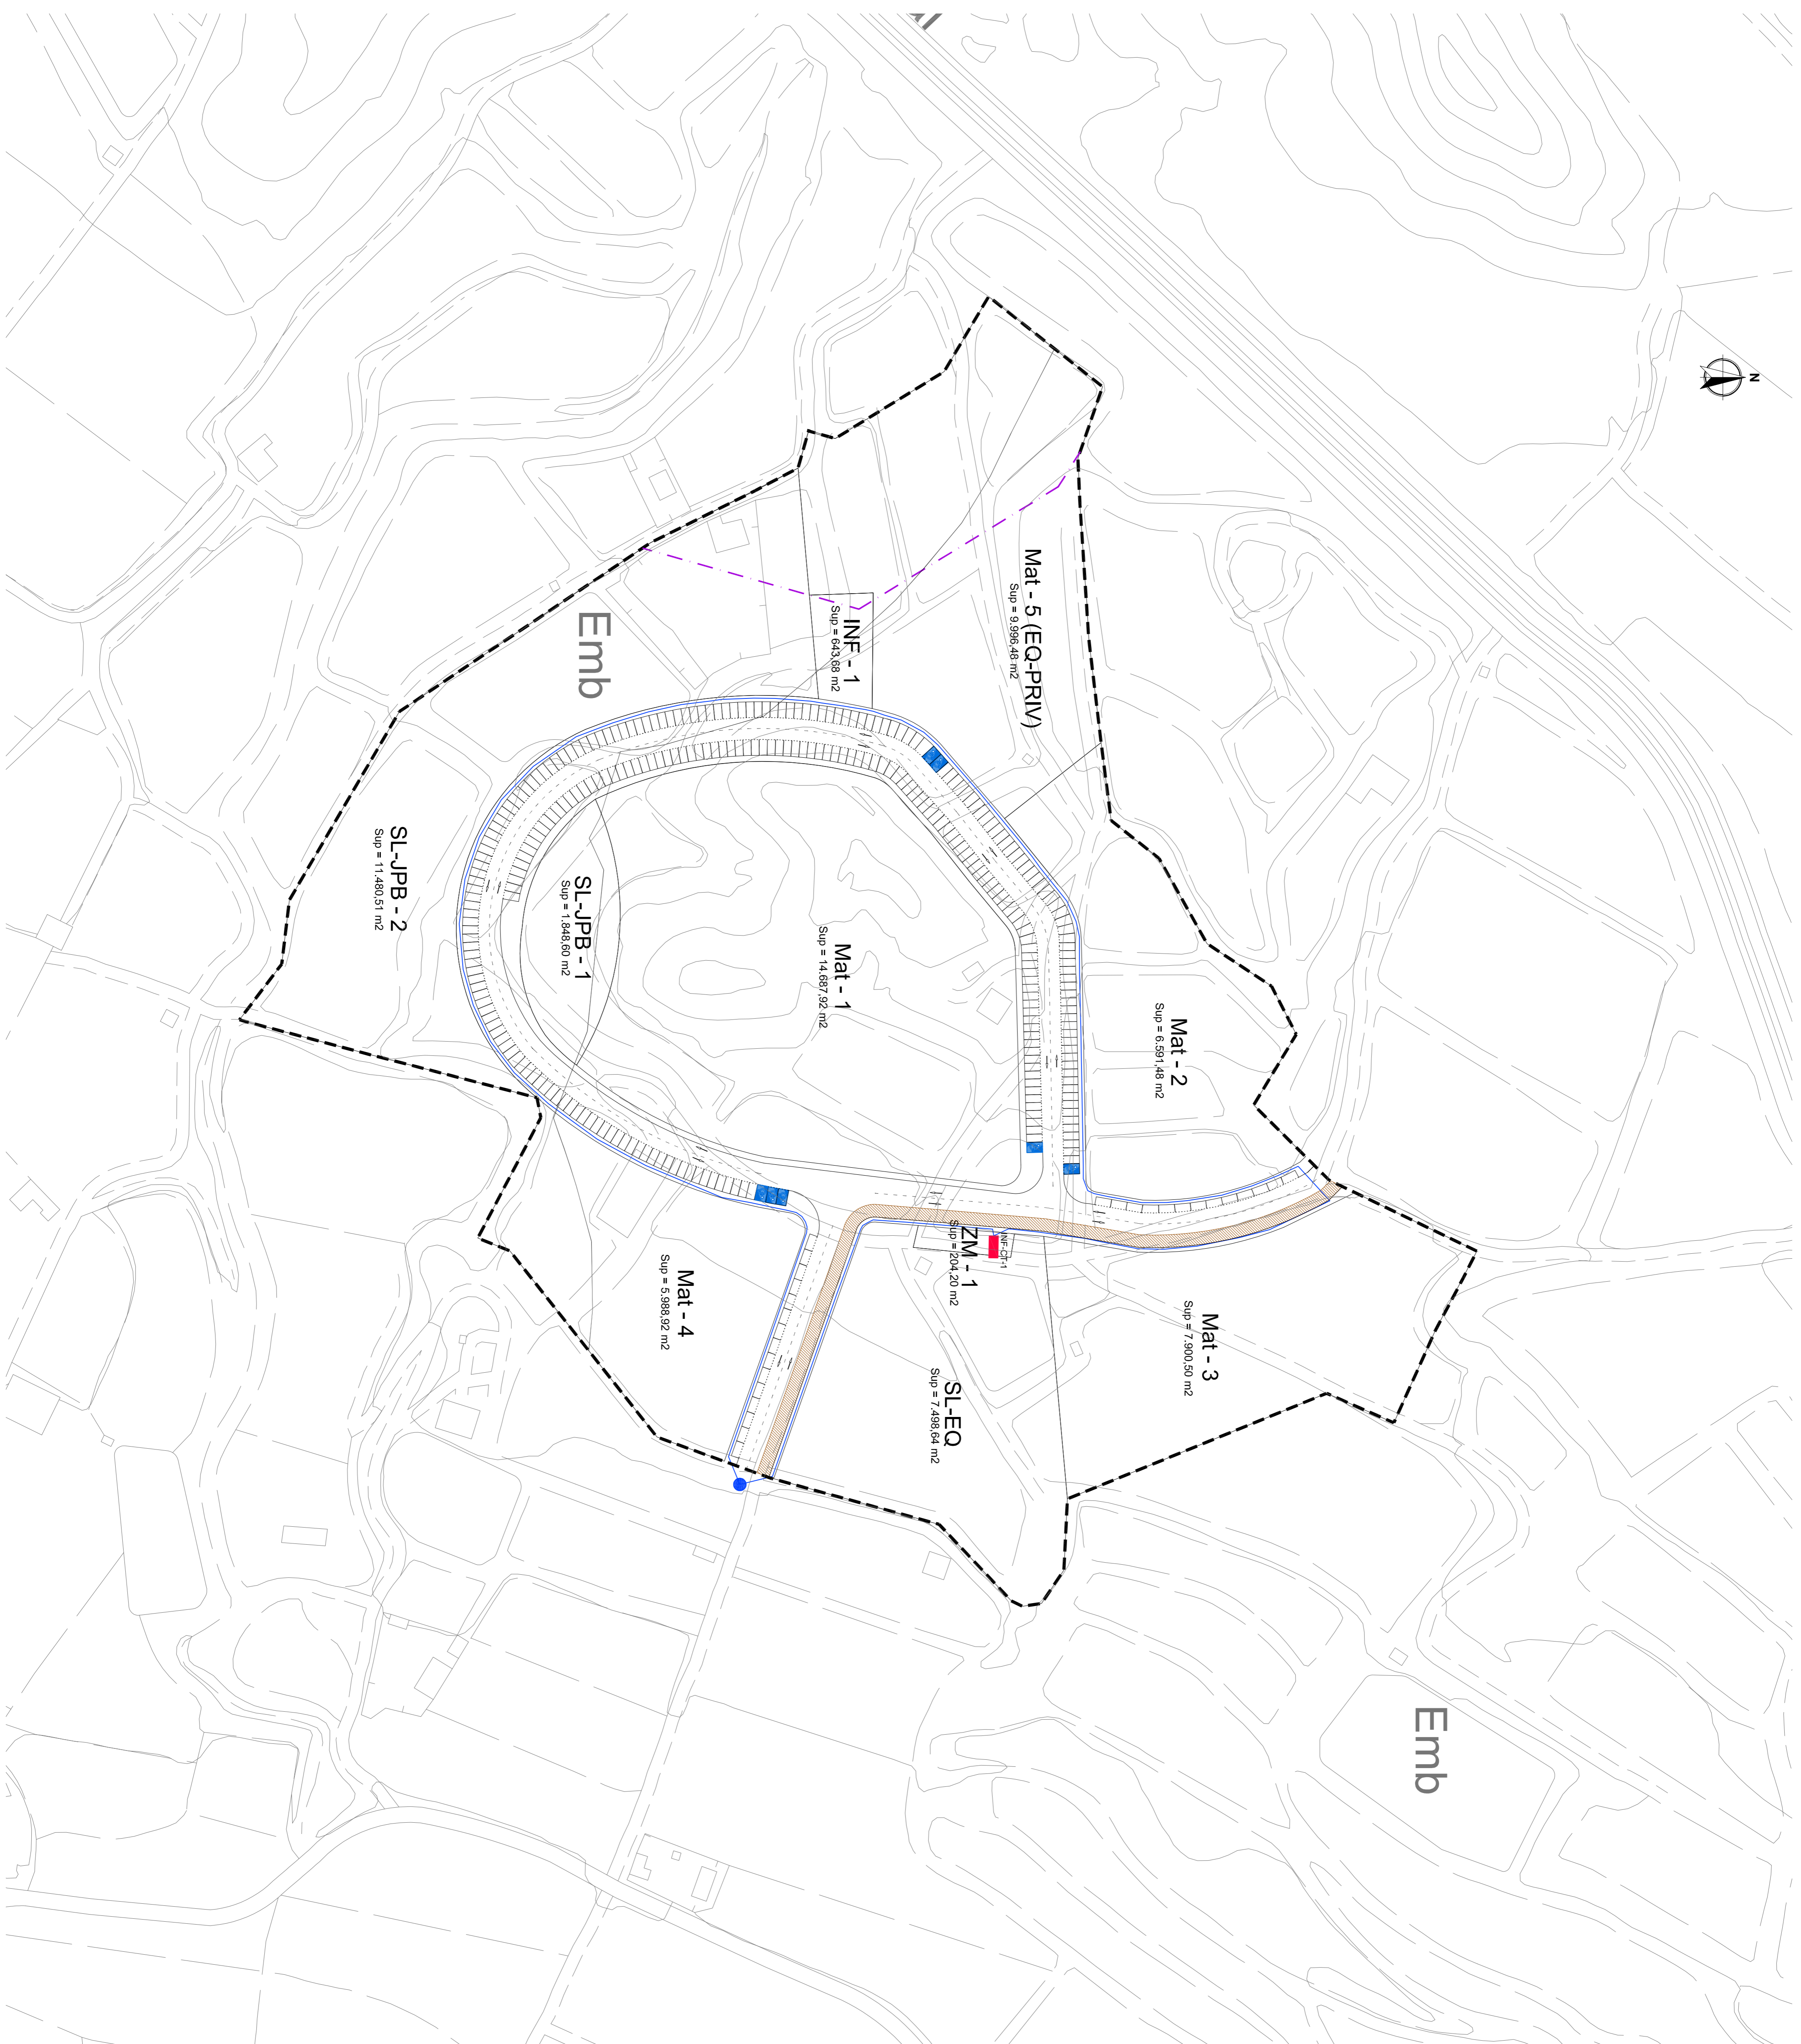 N
Mat - 5 (EQ-PRIV)
Sup = 9.996,48 m2
INF - 1
Sup = 643,68 m2
Emb
SL-JPB - 2
Sup = 11.480,51 m2
SL-JPB - 1
Sup = 1.848,60 m2
Mat - 1
Sup = 14.687,92 m2
Mat - 2
Sup = 6.591,48 m2
INF-CT-1
ZM - 1
Sup = 204,20 m2
Mat - 3
Sup = 7.900,50 m2
Mat - 4
Sup = 5.988,92 m2
SL-EQ
Sup = 7.498,64 m2
Emb